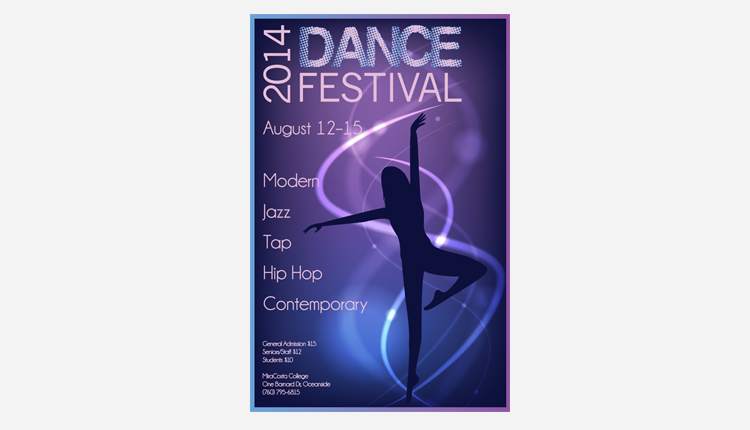 2014
DANCE
FESTIVAL
August 12-15
Modern
Jazz
Tap
Hip Hop
Contemporary
General Admission $15
Seniors/Staff $12
Students $10
MiraCosta College
One Barnard Dr, Oceanside
(760) 795-6815